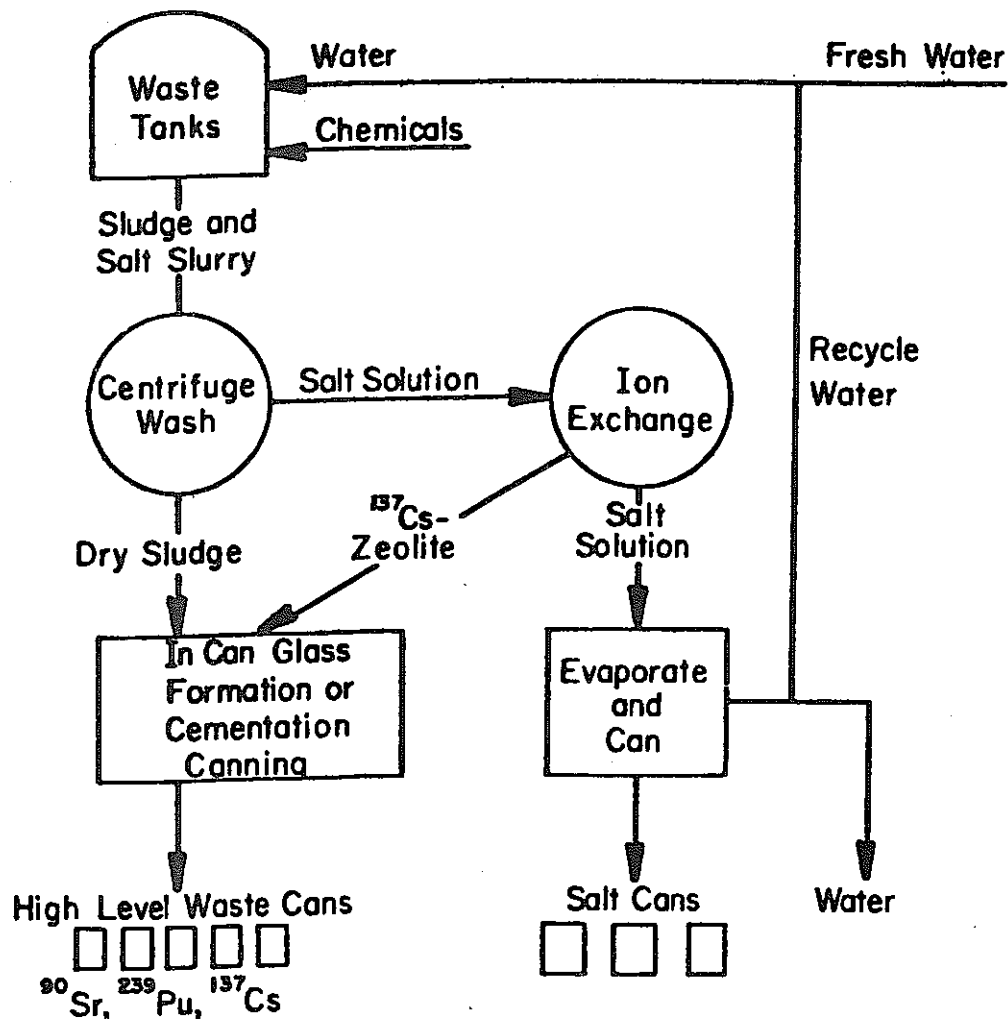 Water
Fresh Water
Waste
Tanks
Chemicals
Sludge and
Salt Slurry
Centrifuge
Wash
Salt Solution
Ion
Exchange
Recycle
Water
Dry Sludge
¹³⁷Cs-
Zeolite
Salt
Solution
In Can Glass
Formation or
Cementation
Canning
Evaporate
and
Can
High Level Waste Cans
Salt Cans
Water
⁹⁰Sr, ²³⁹Pu, ¹³⁷Cs